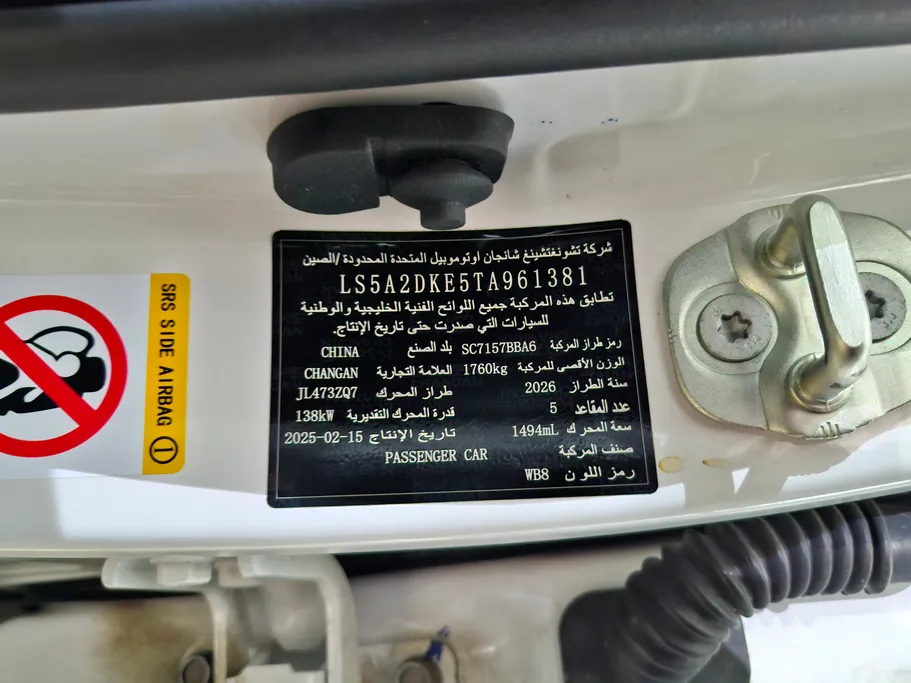 شركة تشونغتشينغ شانجان اوتوموبيل المتحدة المحدودة /الصين
LS5A2DKE5TA961381
تطابق هذه المركبة جميع اللوائح الفنية الخليجية والوطنية
للسيارات التي صدرت حتى تاريخ الإنتاج.
رمز طراز المركبة SC7157BBA6 بلد الصنع CHINA
الوزن الأقصى للمركبة 1760kg العلامة التجارية CHANGAN
سنة الطراز 2026 طراز المحرك JL473ZQ7
عدد المقاعد 5 قدرة المحرك التقديرية 138kW
سعة المحرك 1494mL تاريخ الإنتاج 2025-02-15
صنف المركبة PASSENGER CAR
رمز اللون WB8
SRS SIDE AIRBAG